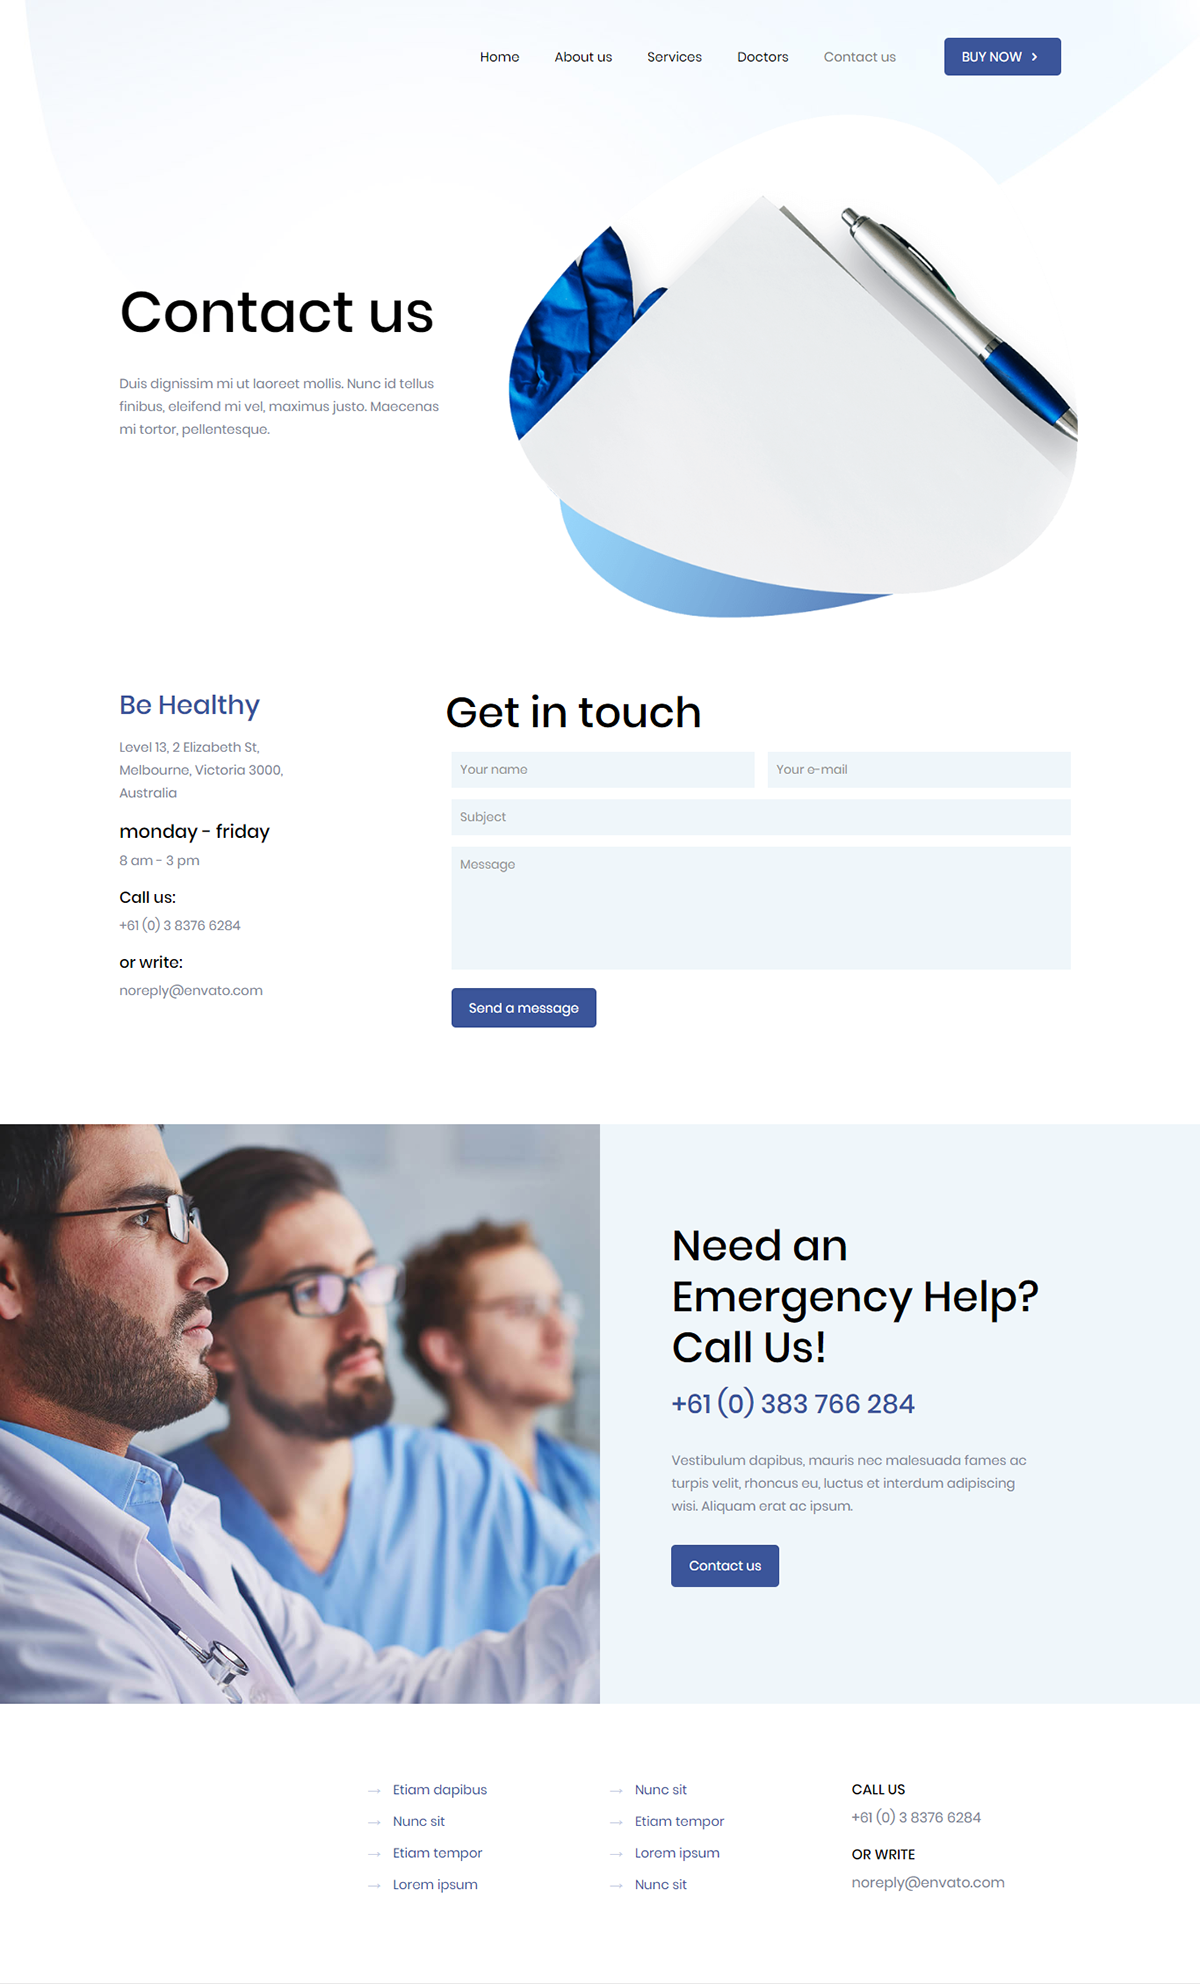 Home
About us
Services
Doctors
Contact us
BUY NOW
Contact us
Duis dignissim mi ut laoreet mollis. Nunc id tellus
finibus, eleifend mi vel, maximus justo. Maecenas
mi tortor, pellentesque.
Be Healthy
Level 13, 2 Elizabeth St,
Melbourne, Victoria 3000,
Australia
monday - friday
8 am - 3 pm
Call us:
+61 (0) 3 8376 6284
or write:
noreply@envato.com
Get in touch
Your name
Your e-mail
Subject
Message
Send a message
Need an
Emergency Help?
Call Us!
+61 (0) 383 766 284
Vestibulum dapibus, mauris nec malesuada fames ac
turpis velit, rhoncus eu, luctus et interdum adipiscing
wisi. Aliquam erat ac ipsum.
Contact us
Etiam dapibus
Nunc sit
Etiam tempor
Lorem ipsum
Nunc sit
Etiam tempor
Lorem ipsum
Nunc sit
CALL US
+61 (0) 3 8376 6284
OR WRITE
noreply@envato.com